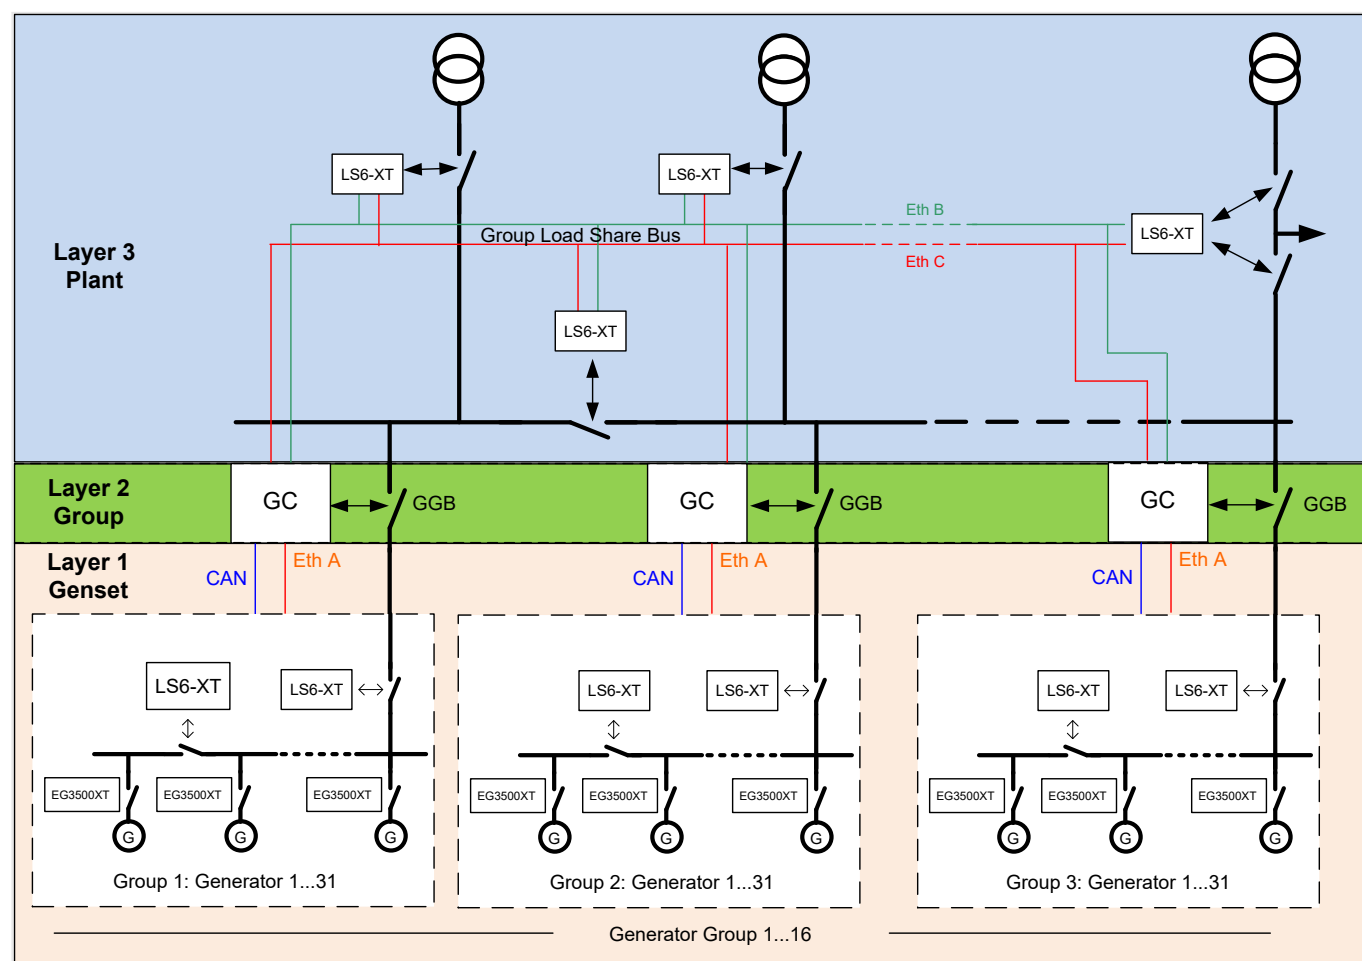 LS6-XT
LS6-XT
Eth B
LS6-XT
Group Load Share Bus
Eth C
Layer 3
Plant
LS6-XT
Layer 2
Group
GC
GGB
GC
GGB
GC
GGB
Layer 1
Genset
CAN
Eth A
CAN
Eth A
CAN
Eth A
LS6-XT
LS6-XT
LS6-XT
LS6-XT
LS6-XT
LS6-XT
EG3500XT
EG3500XT
EG3500XT
EG3500XT
EG3500XT
EG3500XT
EG3500XT
EG3500XT
EG3500XT
G
G
G
G
G
G
G
G
G
Group 1: Generator 1...31
Group 2: Generator 1...31
Group 3: Generator 1...31
Generator Group 1...16